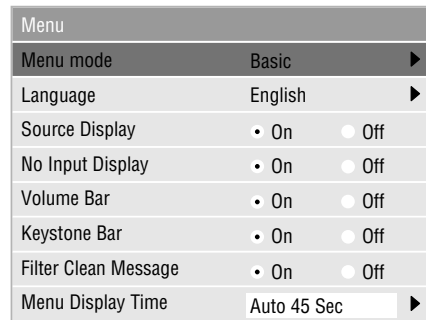 Menu
Menu mode Basic
Language English
Source Display On Off
No Input Display On Off
Volume Bar On Off
Keystone Bar On Off
Filter Clean Message On Off
Menu Display Time Auto 45 Sec